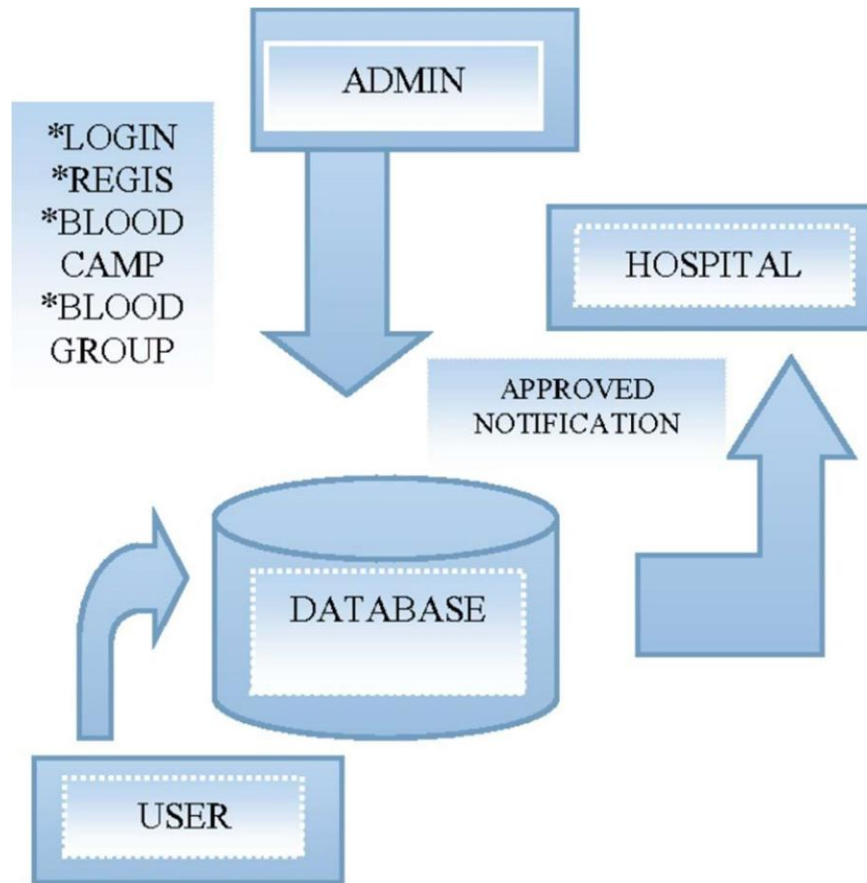 ADMIN
*LOGIN
*REGIS
*BLOOD
CAMP
*BLOOD
GROUP
HOSPITAL
APPROVED
NOTIFICATION
DATABASE
USER